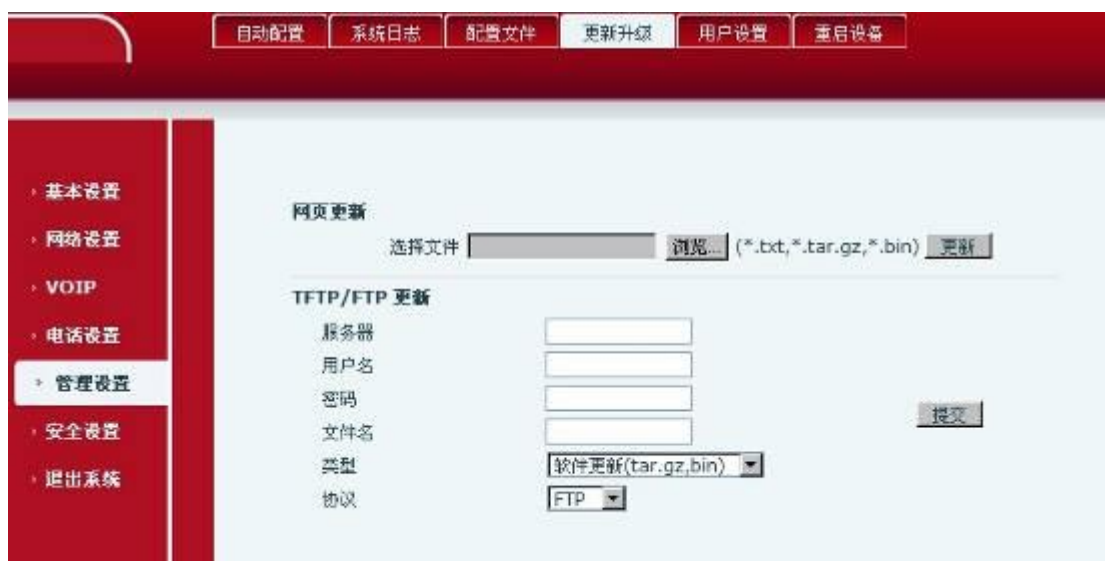 自动配置 系统日志 配置文件 更新升级 用户设置 重启设备
基本设置
网络设置
VOIP
电话设置
管理设置
安全设置
退出系统
网页更新
选择文件 浏览... (*.txt,*.tar.gz,*.bin) 更新
TFTP/FTP 更新
服务器
用户名
密码
文件名
提交
类型 软件更新(tar.gz,bin)
协议 FTP